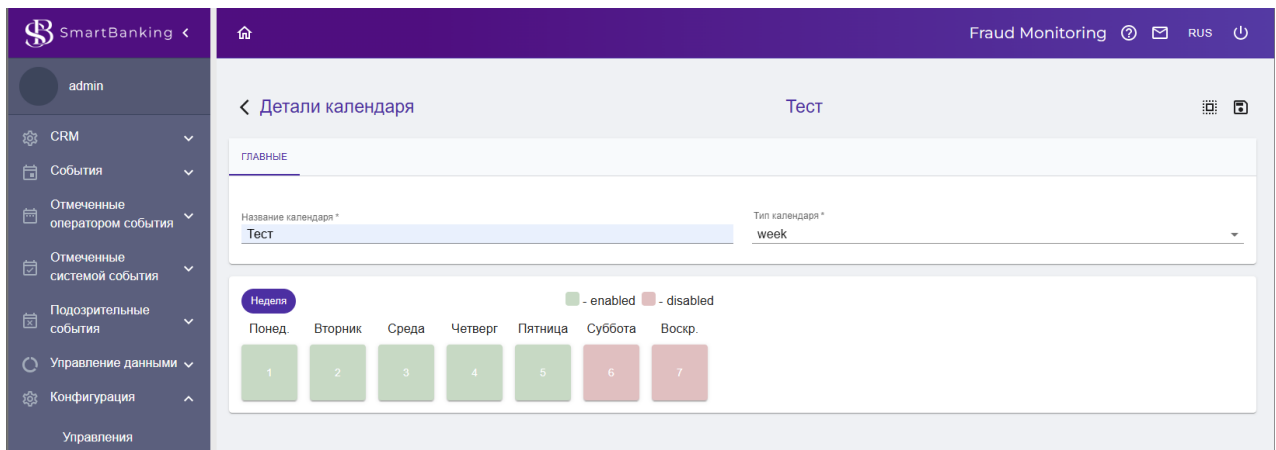 SmartBanking
Fraud Monitoring RUS
admin
Детали календаря Тест
CRM
ГЛАВНЫЕ
События
Отмеченные
оператором события
Название календаря * Тип календаря *
Тест week
Отмеченные
системой события
Неделя - enabled - disabled
Подозрительные
события
Понед. Вторник Среда Четверг Пятница Суббота Воскр.
Управление данными
1 2 3 4 5 6 7
Конфигурация
Управления